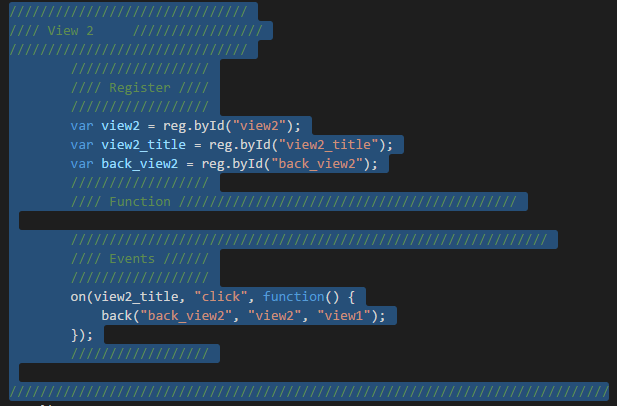 ///////////////////////////////
//// View 2     /////////////////
///////////////////////////////
        //////////////////
        //// Register ////
        //////////////////
        var view2 = reg.byId("view2");
        var view2_title = reg.byId("view2_title");
        var back_view2 = reg.byId("back_view2");
        //////////////////
        //// Function ////////////////////////////////////////////

        //////////////////////////////////////////////////////////////
        //// Events //////
        //////////////////
        on(view2_title, "click", function() {
            back("back_view2", "view2", "view1");
        });
        //////////////////

//////////////////////////////////////////////////////////////////////////////